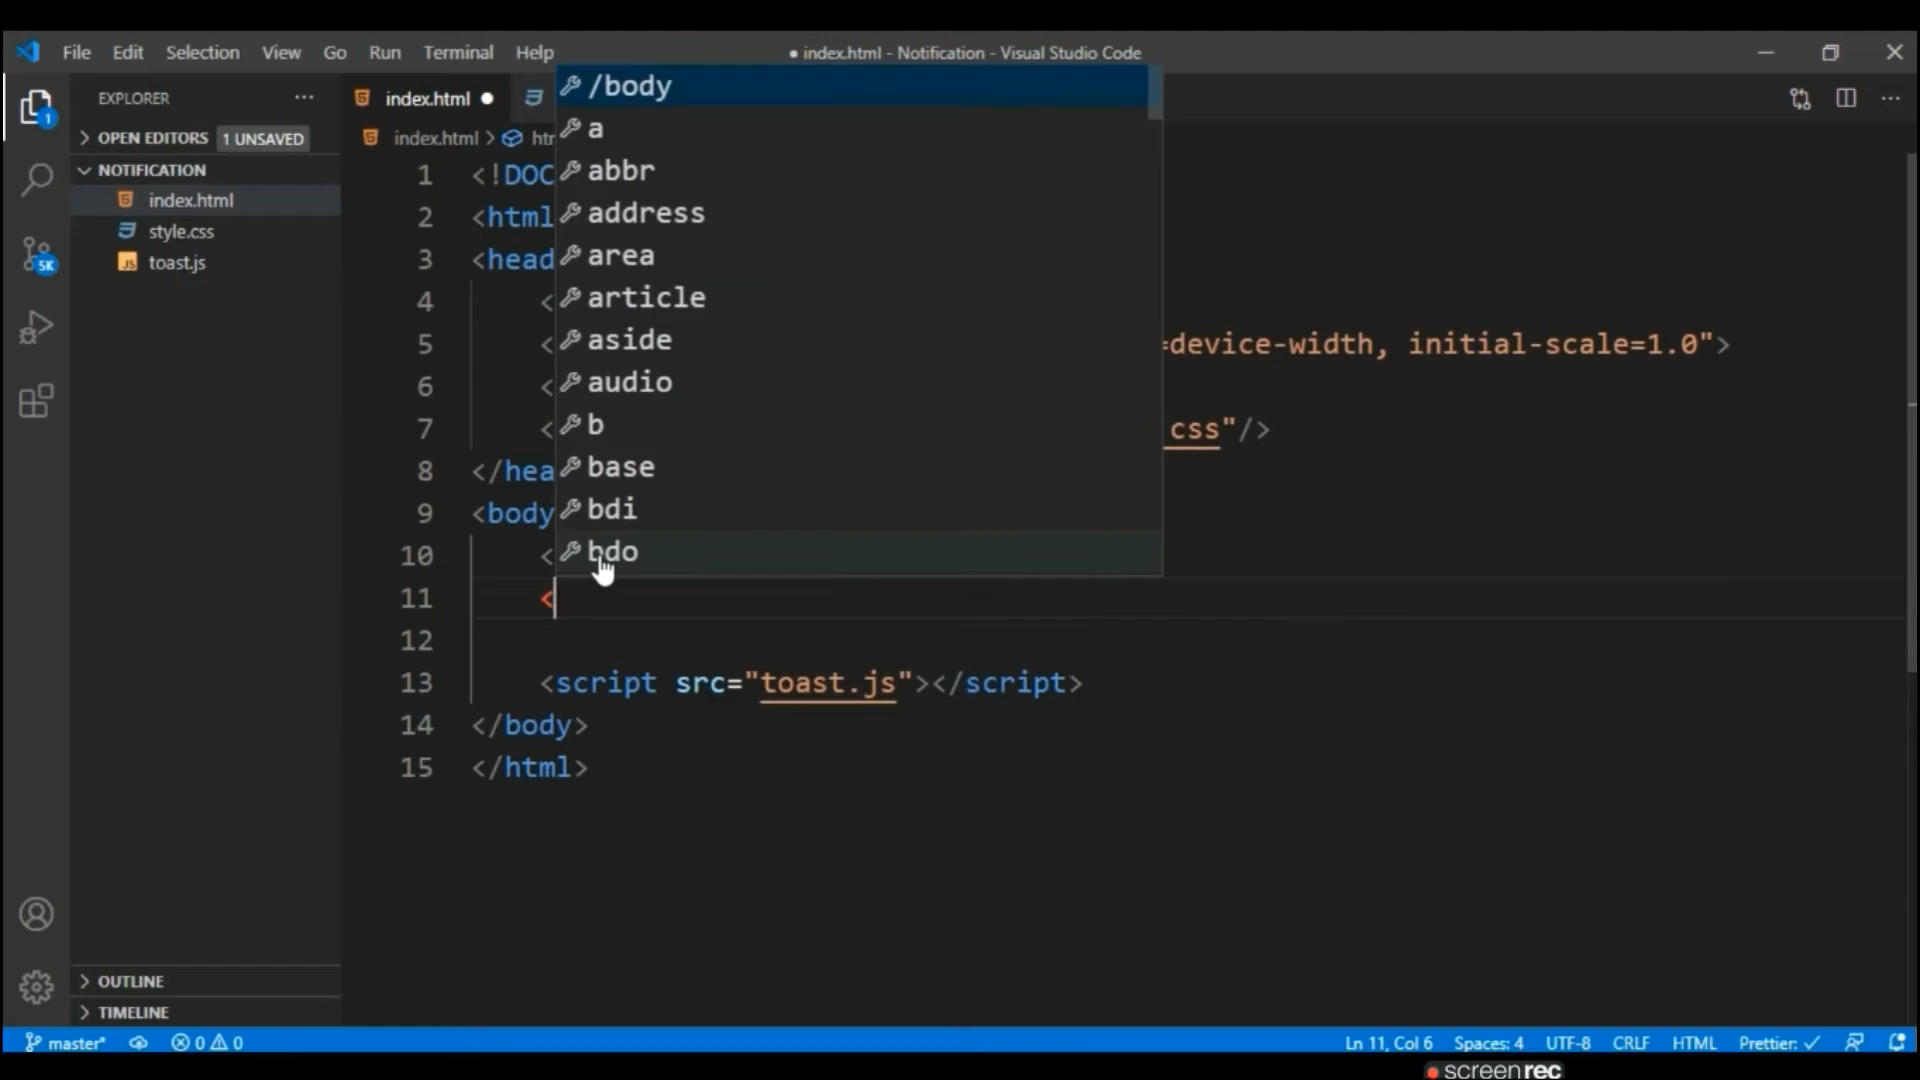 File Edit Selection View Go Run Terminal Help
● index.html - Notification - Visual Studio Code
EXPLORER
OPEN EDITORS 1 UNSAVED
NOTIFICATION
index.html
style.css
toast.js
1
5K
OUTLINE
TIMELINE
index.html ●
index.html > htr
/body
a
abbr
address
area
article
aside
audio
b
base
bdi
bdo
1 <!DOC
2 <html
3 <head
4 <
5 < =device-width, initial-scale=1.0">
6 <
7 < css"/>
8 </hea
9 <body
10 <
11 <
12
13 <script src="toast.js"></script>
14 </body>
15 </html>
master* 0 0 Ln 11, Col 6 Spaces: 4 UTF-8 CRLF HTML Prettier: ✓
screenrec